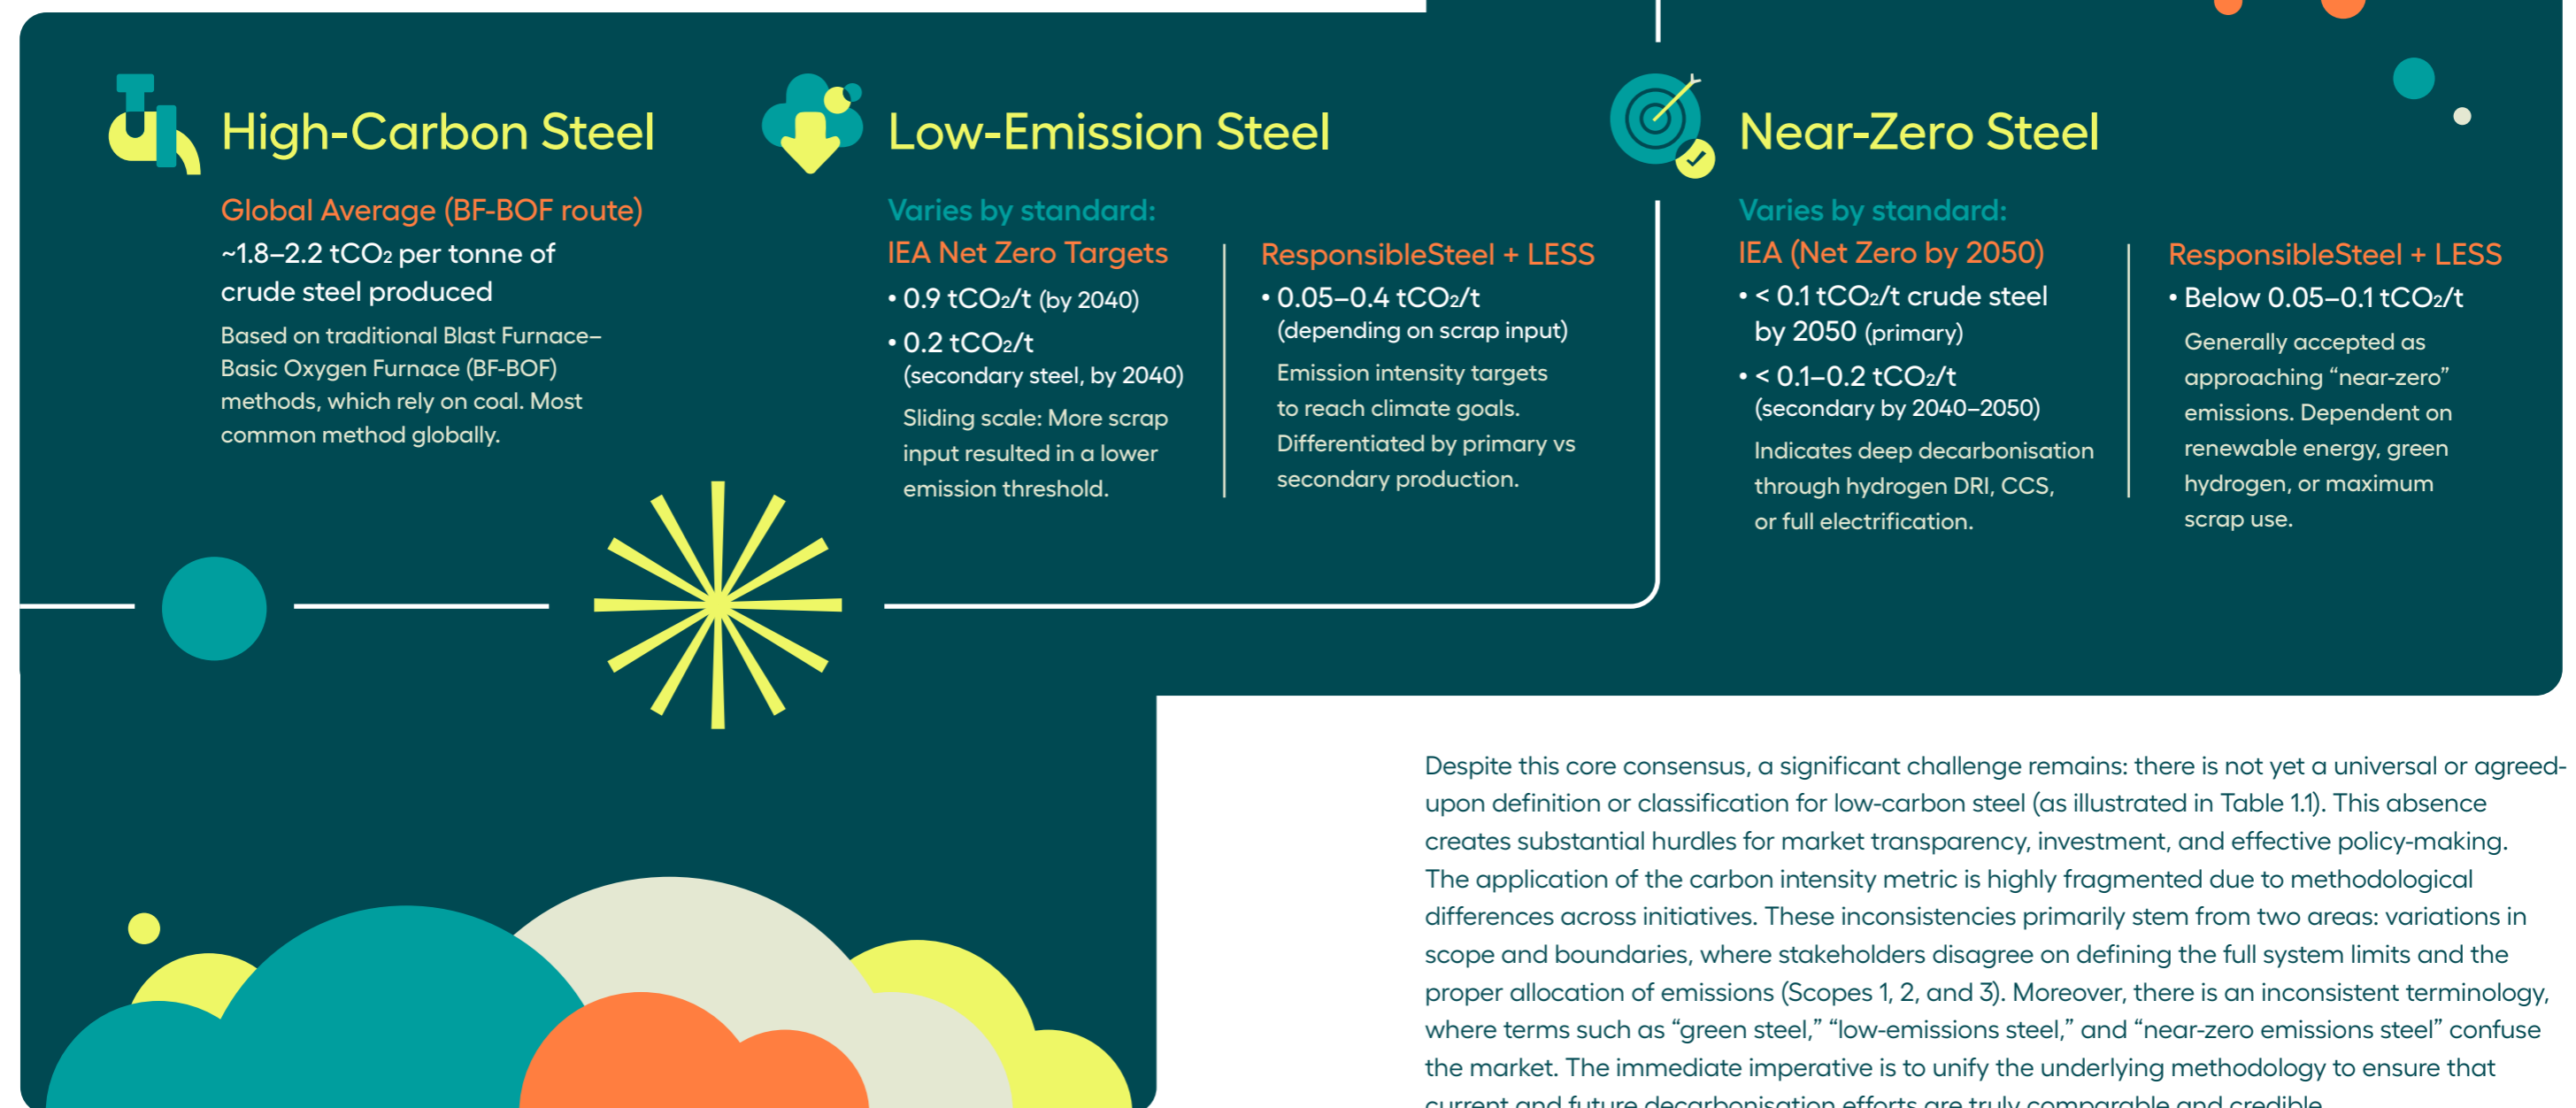 High-Carbon Steel
Global Average (BF-BOF route)
~1.8–2.2 tCO₂ per tonne of
crude steel produced
Based on traditional Blast Furnace–
Basic Oxygen Furnace (BF-BOF)
methods, which rely on coal. Most
common method globally.
Low-Emission Steel
Varies by standard:
IEA Net Zero Targets
• 0.9 tCO₂/t (by 2040)
• 0.2 tCO₂/t
(secondary steel, by 2040)
Sliding scale: More scrap
input resulted in a lower
emission threshold.
ResponsibleSteel + LESS
• 0.05–0.4 tCO₂/t
(depending on scrap input)
Emission intensity targets
to reach climate goals.
Differentiated by primary vs
secondary production.
Near-Zero Steel
Varies by standard:
IEA (Net Zero by 2050)
• < 0.1 tCO₂/t crude steel
by 2050 (primary)
• < 0.1–0.2 tCO₂/t
(secondary by 2040–2050)
Indicates deep decarbonisation
through hydrogen DRI, CCS,
or full electrification.
ResponsibleSteel + LESS
• Below 0.05–0.1 tCO₂/t
Generally accepted as
approaching “near-zero”
emissions. Dependent on
renewable energy, green
hydrogen, or maximum
scrap use.
Despite this core consensus, a significant challenge remains: there is not yet a universal or agreed-
upon definition or classification for low-carbon steel (as illustrated in Table 1.1). This absence
creates substantial hurdles for market transparency, investment, and effective policy-making.
The application of the carbon intensity metric is highly fragmented due to methodological
differences across initiatives. These inconsistencies primarily stem from two areas: variations in
scope and boundaries, where stakeholders disagree on defining the full system limits and the
proper allocation of emissions (Scopes 1, 2, and 3). Moreover, there is an inconsistent terminology,
where terms such as “green steel,” “low-emissions steel,” and “near-zero emissions steel” confuse
the market. The immediate imperative is to unify the underlying methodology to ensure that
current and future decarbonisation efforts are truly comparable and credible.